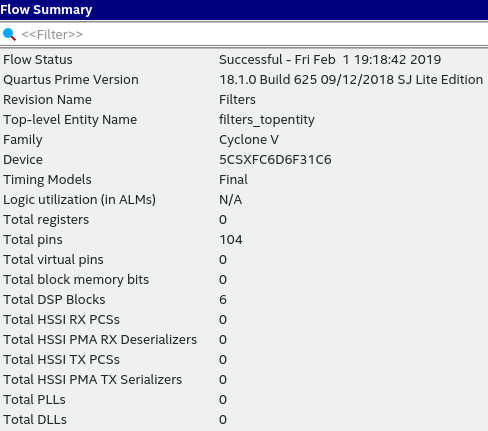 Flow Summary
<<Filter>>
Flow Status Successful - Fri Feb 1 19:18:42 2019
Quartus Prime Version 18.1.0 Build 625 09/12/2018 SJ Lite Edition
Revision Name Filters
Top-level Entity Name filters_topentity
Family Cyclone V
Device 5CSXFC6D6F31C6
Timing Models Final
Logic utilization (in ALMs) N/A
Total registers 0
Total pins 104
Total virtual pins 0
Total block memory bits 0
Total DSP Blocks 6
Total HSSI RX PCSs 0
Total HSSI PMA RX Deserializers 0
Total HSSI TX PCSs 0
Total HSSI PMA TX Serializers 0
Total PLLs 0
Total DLLs 0